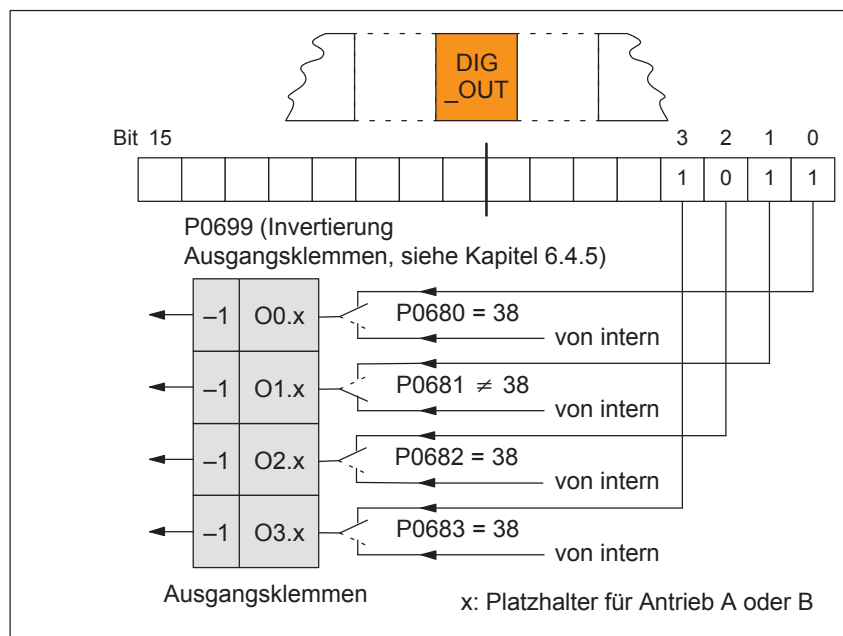 DIG
_OUT
Bit 15 3 2 1 0
1 0 1 1
P0699 (Invertierung
Ausgangsklemmen, siehe Kapitel 6.4.5)
–1 O0.x P0680 = 38
von intern
–1 O1.x P0681 ≠ 38
von intern
–1 O2.x P0682 = 38
von intern
–1 O3.x P0683 = 38
von intern
Ausgangsklemmen
x: Platzhalter für Antrieb A oder B